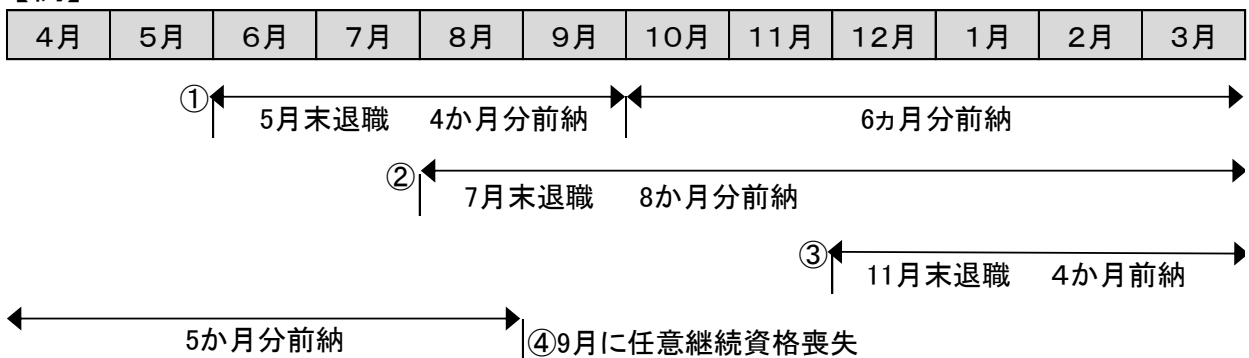 4月 5月 6月 7月 8月 9月 10月 11月 12月 1月 2月 3月
① 5月末退職 4か月分前納 6ヵ月分前納
② 7月末退職 8か月分前納
③ 11月末退職 4か月前納
5か月分前納 ④9月に任意継続資格喪失